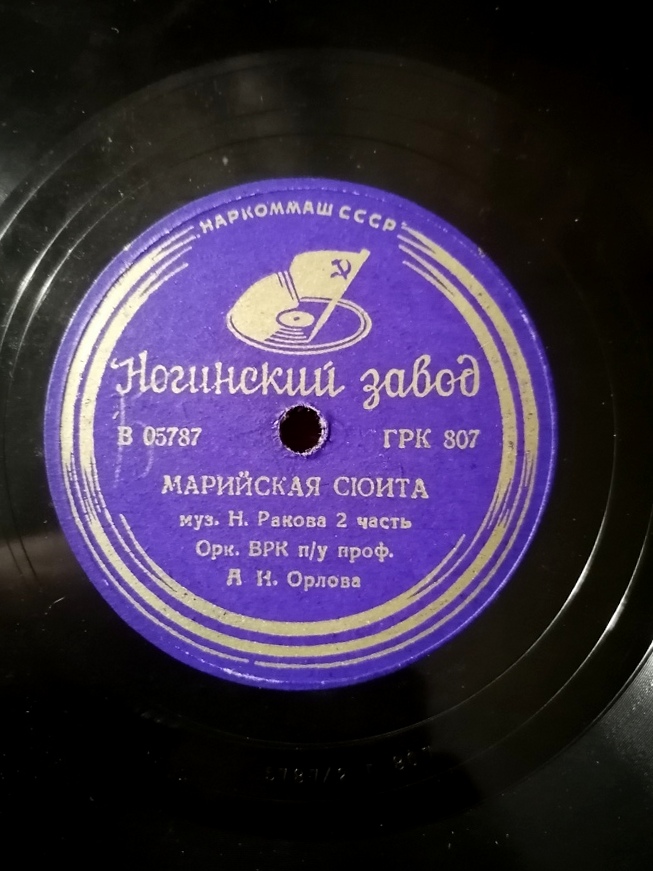 НАРКОММАШ СССР
Ногинский завод
В 05787 ГРК 807
МАРИЙСКАЯ СЮИТА
муз. Н. Ракова 2 часть
Орк. ВРК п/у проф.
А И. Орлова